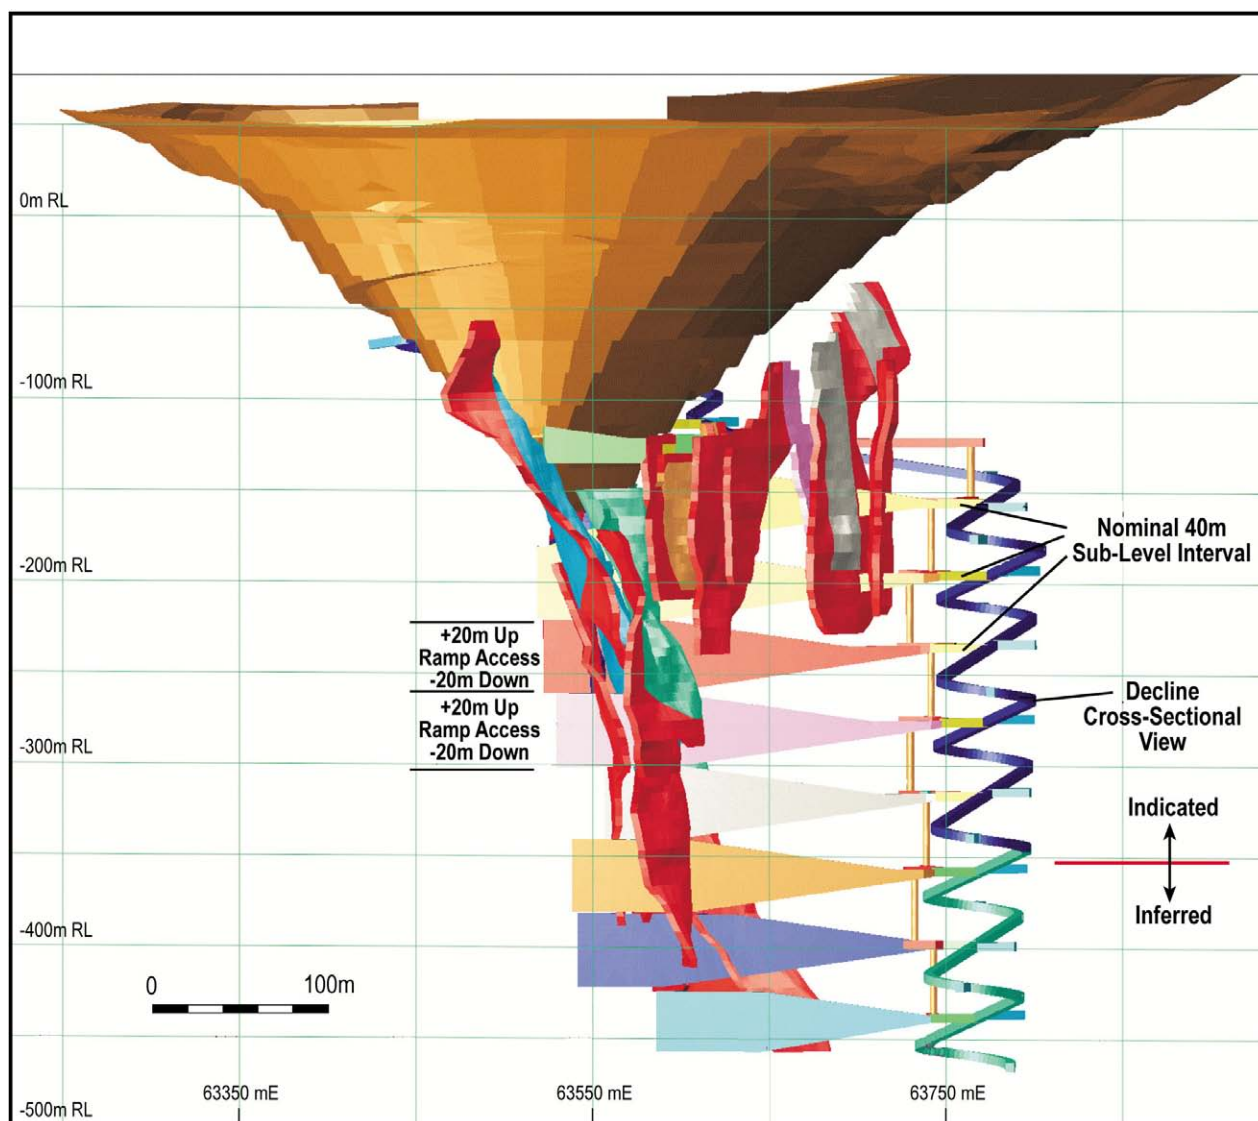 0m RL
-100m RL
-200m RL
-300m RL
-400m RL
-500m RL
Nominal 40m
Sub-Level Interval
+20m Up
Ramp Access
-20m Down
+20m Up
Ramp Access
-20m Down
Decline
Cross-Sectional
View
Indicated
Inferred
0 100m
63350 mE 63550 mE 63750 mE